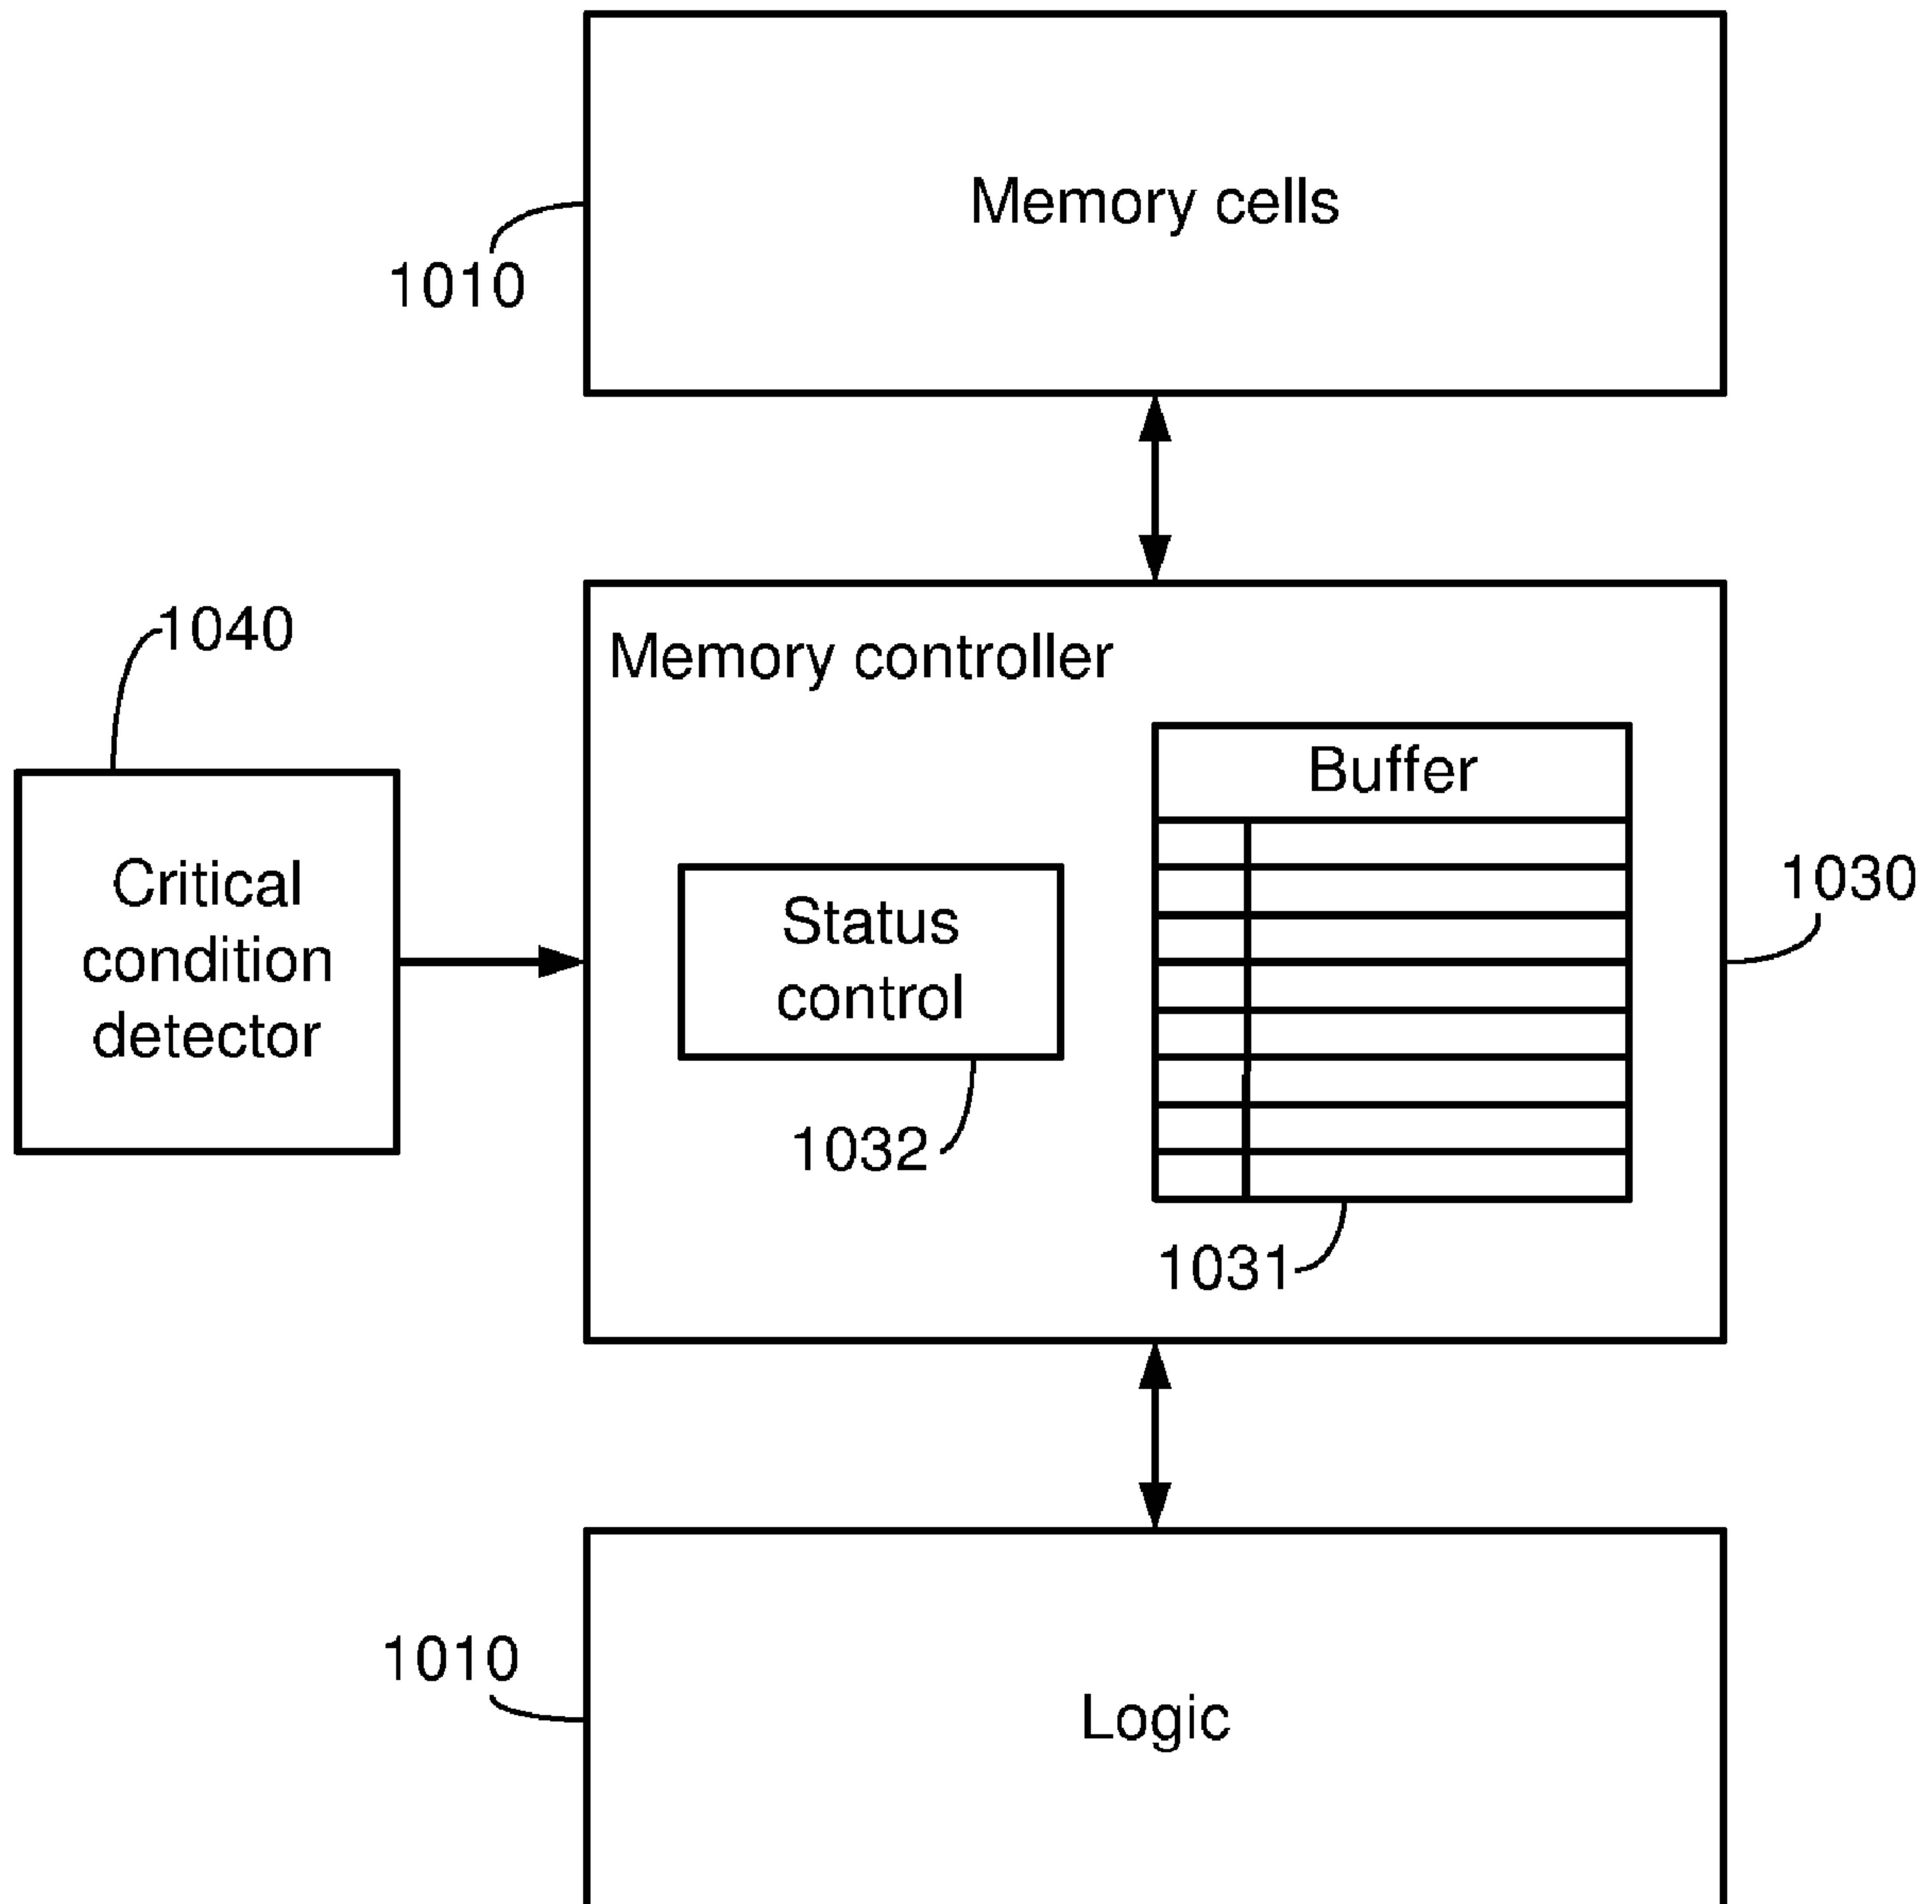 Memory cells
1010
1040
Memory controller
Buffer
Critical
condition
detector
Status
control
1030
1032
1031
1010
Logic